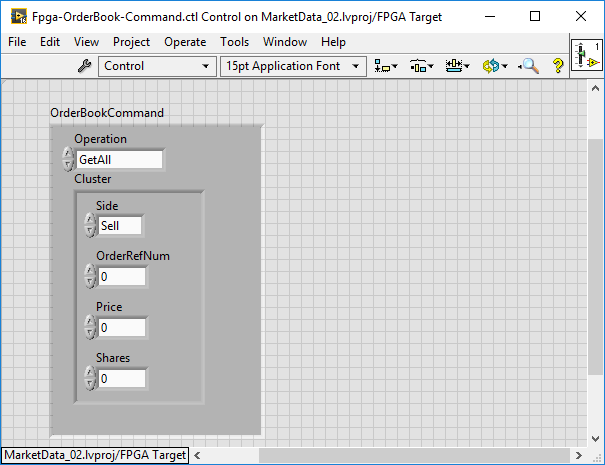 Fpga-OrderBook-Command.ctl Control on MarketData_02.lvproj/FPGA Target
File Edit View Project Operate Tools Window Help
Control 15pt Application Font ? 1
OrderBookCommand
Operation
GetAll
Cluster
Side
Sell
OrderRefNum
0
Price
0
Shares
0
MarketData_02.lvproj/FPGA Target